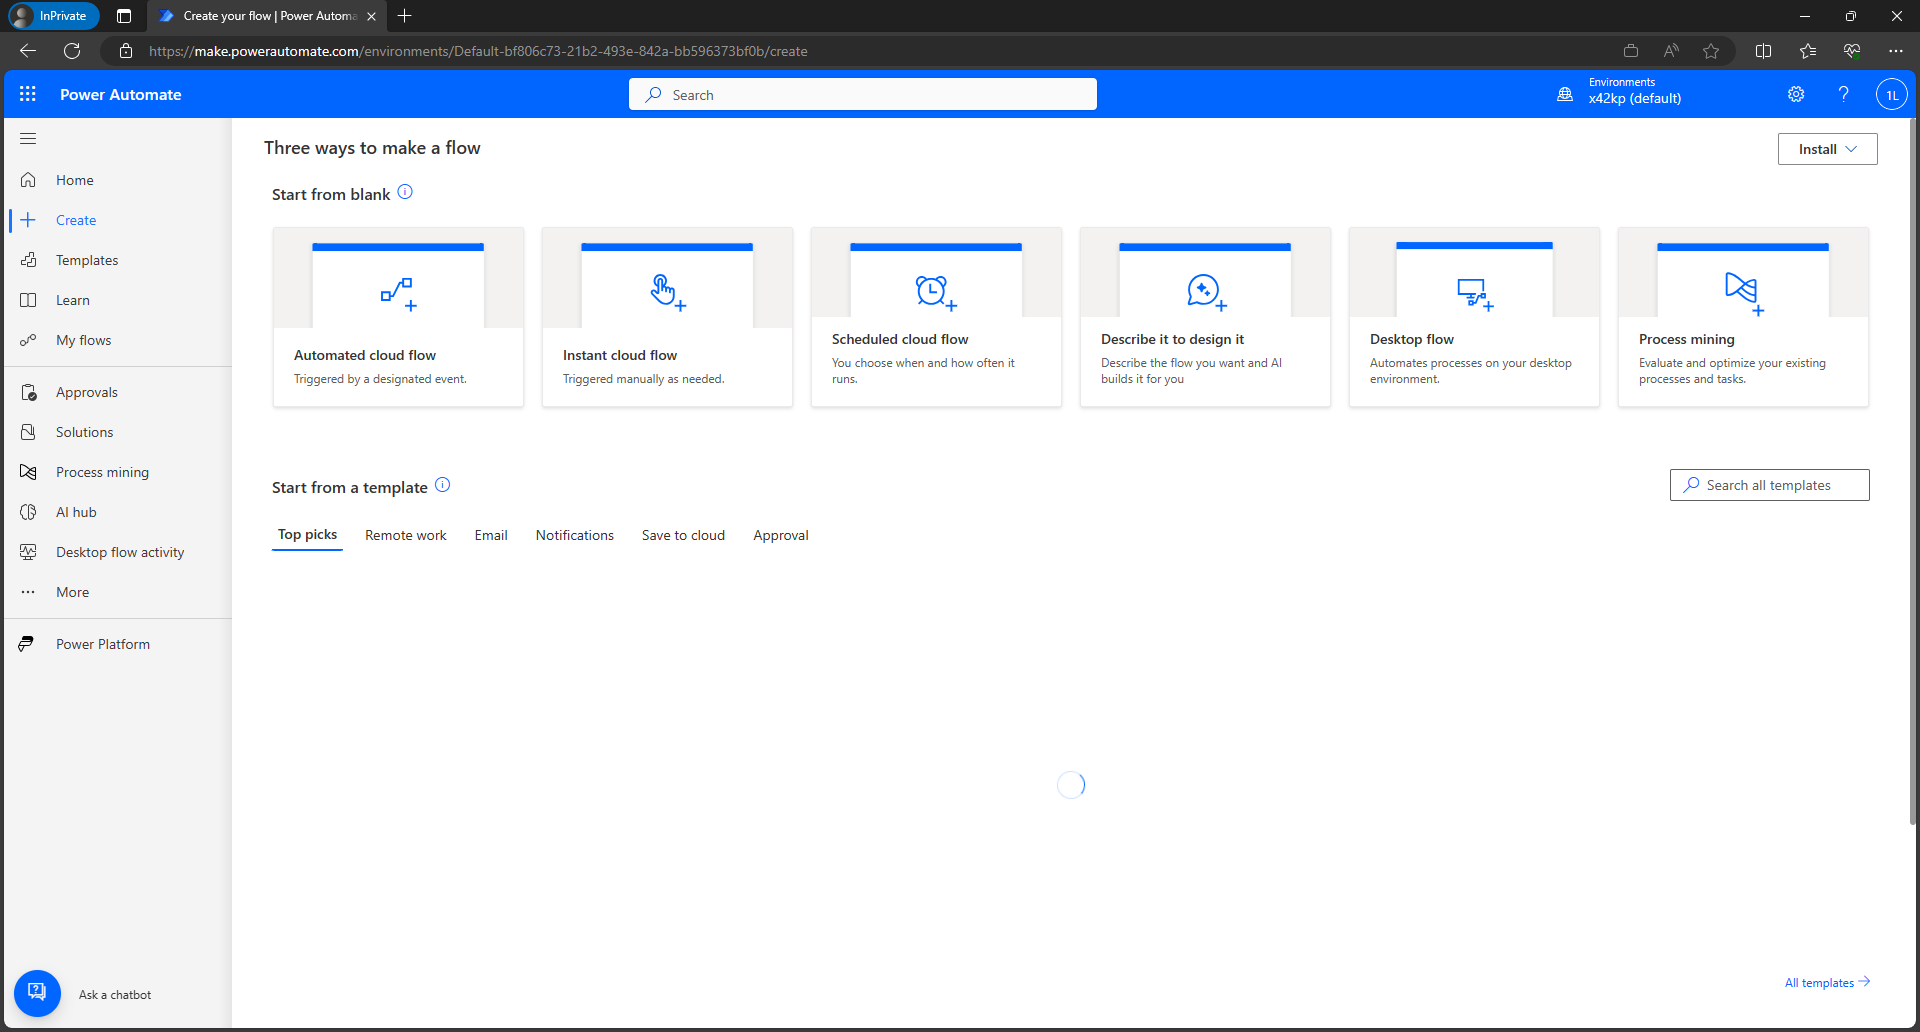 InPrivate
Create your flow | Power Automa
https://make.powerautomate.com/environments/Default-bf806c73-21b2-493e-842a-bb596373bf0b/create
Power Automate
Search
Environments
x42kp (default)
1L
Home
Create
Templates
Learn
My flows
Approvals
Solutions
Process mining
AI hub
Desktop flow activity
More
Power Platform
Ask a chatbot
Three ways to make a flow
Install
Start from blank
Automated cloud flow
Triggered by a designated event.
Instant cloud flow
Triggered manually as needed.
Scheduled cloud flow
You choose when and how often it
runs.
Describe it to design it
Describe the flow you want and AI
builds it for you
Desktop flow
Automates processes on your desktop
environment.
Process mining
Evaluate and optimize your existing
processes and tasks.
Start from a template
Search all templates
Top picks
Remote work
Email
Notifications
Save to cloud
Approval
All templates